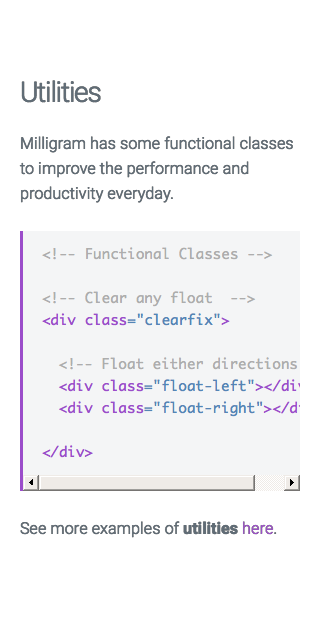 Utilities
Milligram has some functional classes
to improve the performance and
productivity everyday.
<!-- Functional Classes -->
<!-- Clear any float  -->
<div class="clearfix">
<!-- Float either directions
<div class="float-left"></div
<div class="float-right"></d
</div>
See more examples of utilities here.